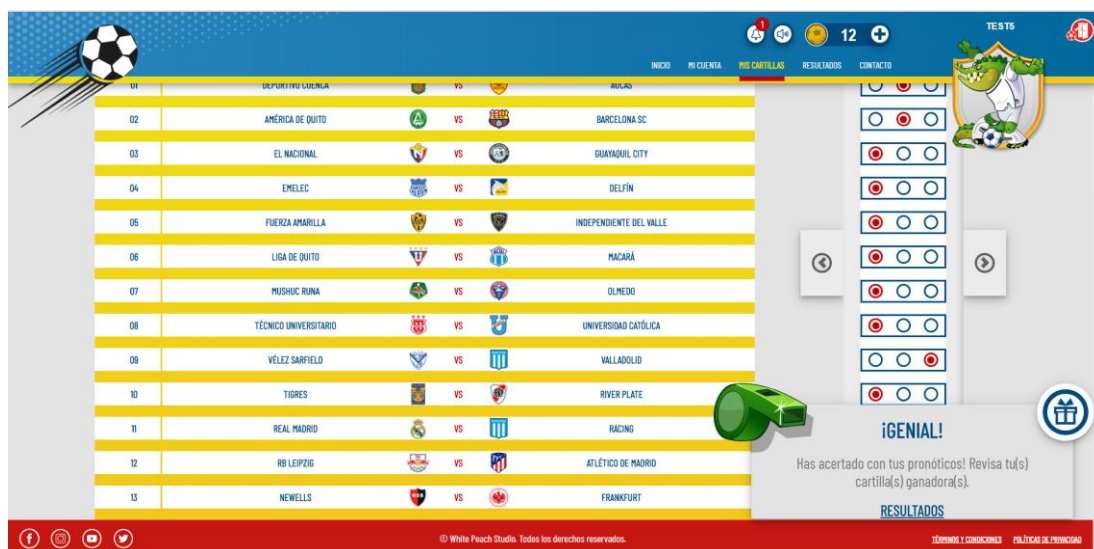 1
12
TEST5
INICIO MI CUENTA MIS CARTILLAS RESULTADOS CONTACTO
01 DEPORTIVO CUENCA VS AUCAS
02 AMÉRICA DE QUITO VS BARCELONA SC
03 EL NACIONAL VS GUAYAQUIL CITY
04 EMELEC VS DELFÍN
05 FUERZA AMARILLA VS INDEPENDIENTE DEL VALLE
06 LIGA DE QUITO VS MACARÁ
07 MUSHUC RUNA VS OLMEDO
08 TÉCNICO UNIVERSITARIO VS UNIVERSIDAD CATÓLICA
09 VÉLEZ SARFIELD VS VALLADOLID
10 TIGRES VS RIVER PLATE
11 REAL MADRID VS RACING
12 RB LEIPZIG VS ATLÉTICO DE MADRID
13 NEWELLS VS FRANKFURT
¡GENIAL!
Has acertado con tus pronóticos! Revisa tu(s)
cartilla(s) ganadora(s).
RESULTADOS
© White Peach Studio. Todos los derechos reservados.
TÉRMINOS Y CONDICIONES POLÍTICAS DE PRIVACIDAD